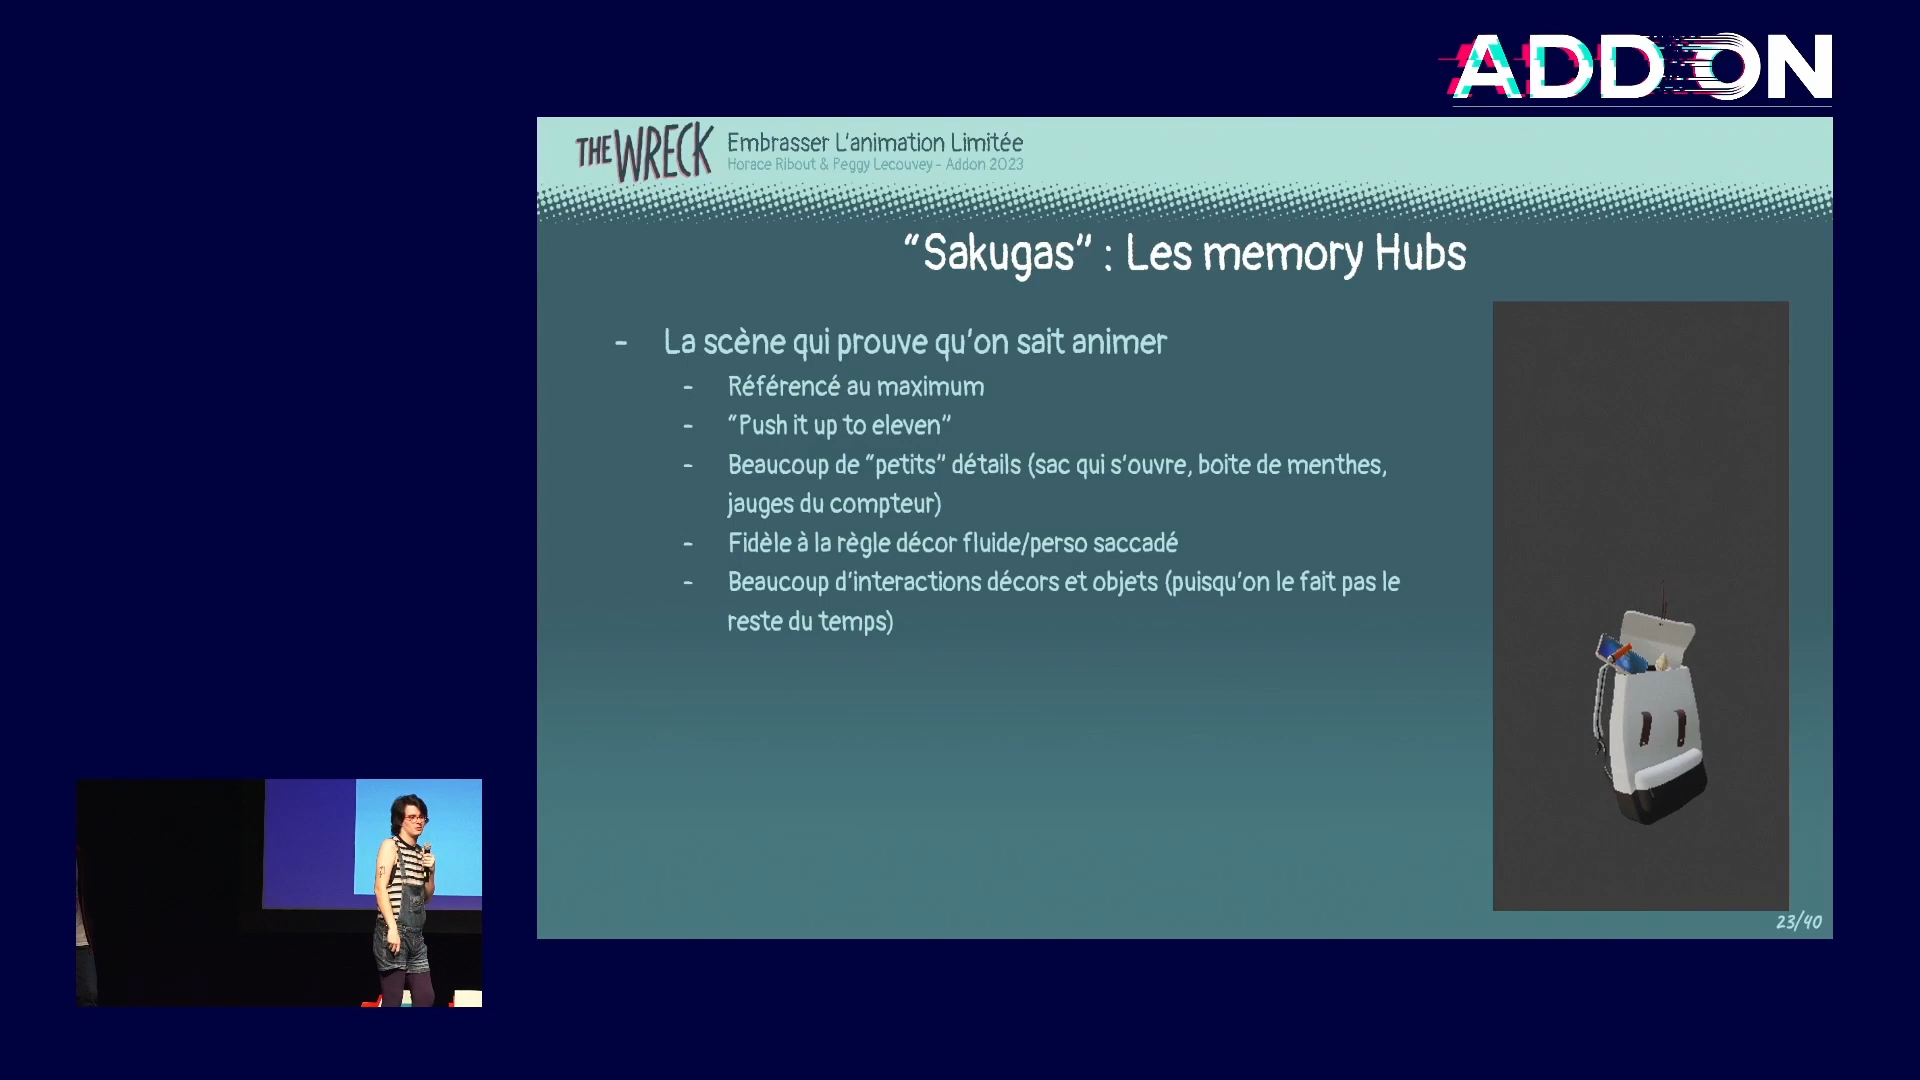 ADD ON
THE WRECK
Embrasser L'animation Limitée
Horace Ribout & Peggy Lecouvey - Addon 2023
“Sakugas” : Les memory Hubs
- La scène qui prouve qu'on sait animer
- Référencé au maximum
- “Push it up to eleven”
- Beaucoup de “petits” détails (sac qui s'ouvre, boite de menthes,
jauges du compteur)
- Fidèle à la règle décor fluide/perso saccadé
- Beaucoup d'interactions décors et objets (puisqu'on le fait pas le
reste du temps)
23/40